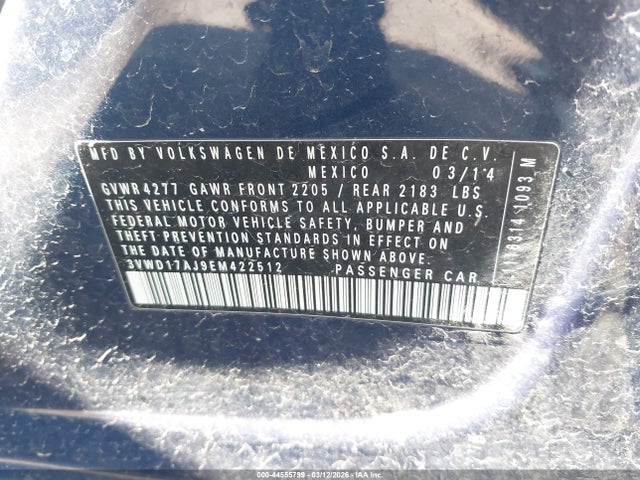 MFD BY VOLKSWAGEN DE MEXICO S.A. DE C.V.
MEXICO 03/14
GVWR 4277 GAWR FRONT 2205 / REAR 2183 LBS
THIS VEHICLE CONFORMS TO ALL APPLICABLE U.S.
FEDERAL MOTOR VEHICLE SAFETY, BUMPER AND
THEFT PREVENTION STANDARDS IN EFFECT ON
THE DATE OF MANUFACTURE SHOWN ABOVE.
3VWD17AJ9EM422512 PASSENGER CAR
000-44555799 - 03/12/2026 - IAA Inc.